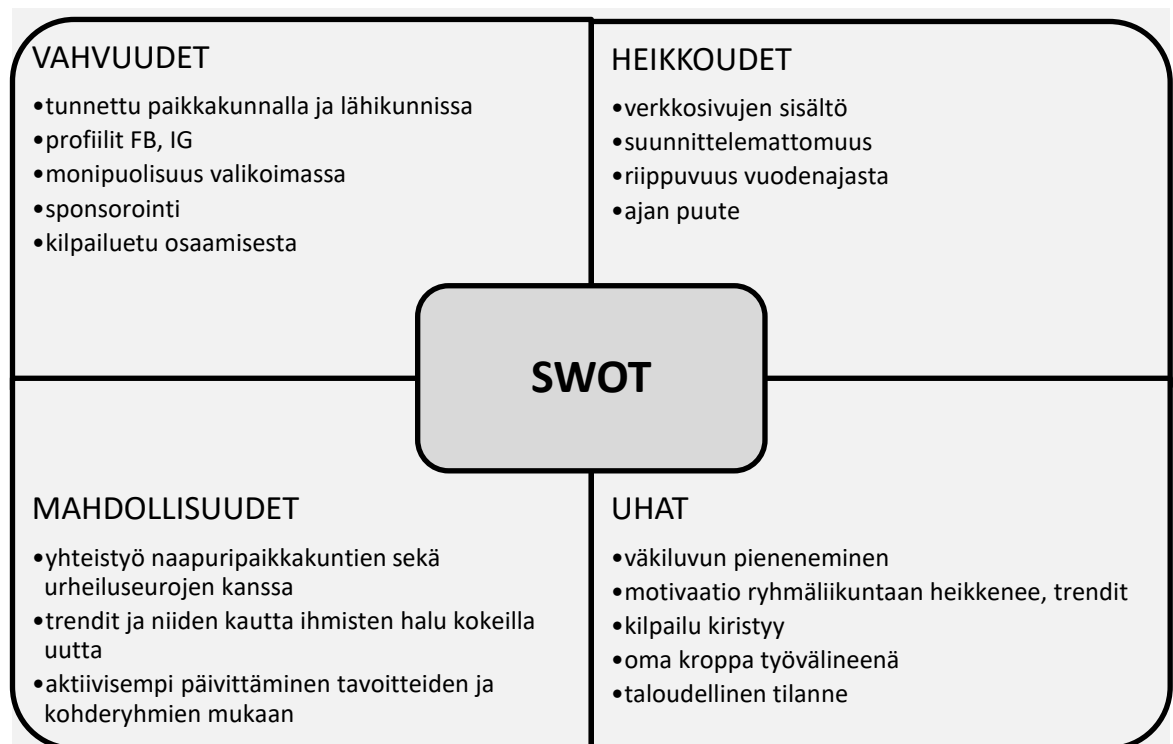 VAHVUUDET
•tunnettu paikkakunnalla ja lähikunnissa
•profiilit FB, IG
•monipuolisuus valikoimassa
•sponsorointi
•kilpailuetu osaamisesta
HEIKKOUDET
•verkkosivujen sisältö
•suunnittelemattomuus
•riippuvuus vuodenajasta
•ajan puute
SWOT
MAHDOLLISUUDET
•yhteistyö naapuripaikkakuntien sekä
urheiluseurojen kanssa
•trendit ja niiden kautta ihmisten halu kokeilla
uutta
•aktiivisempi päivittäminen tavoitteiden ja
kohderyhmien mukaan
UHAT
•väkiluvun pieneneminen
•motivaatio ryhmäliikuntaan heikkenee, trendit
•kilpailu kiristyy
•oma kroppa työvälineenä
•taloudellinen tilanne